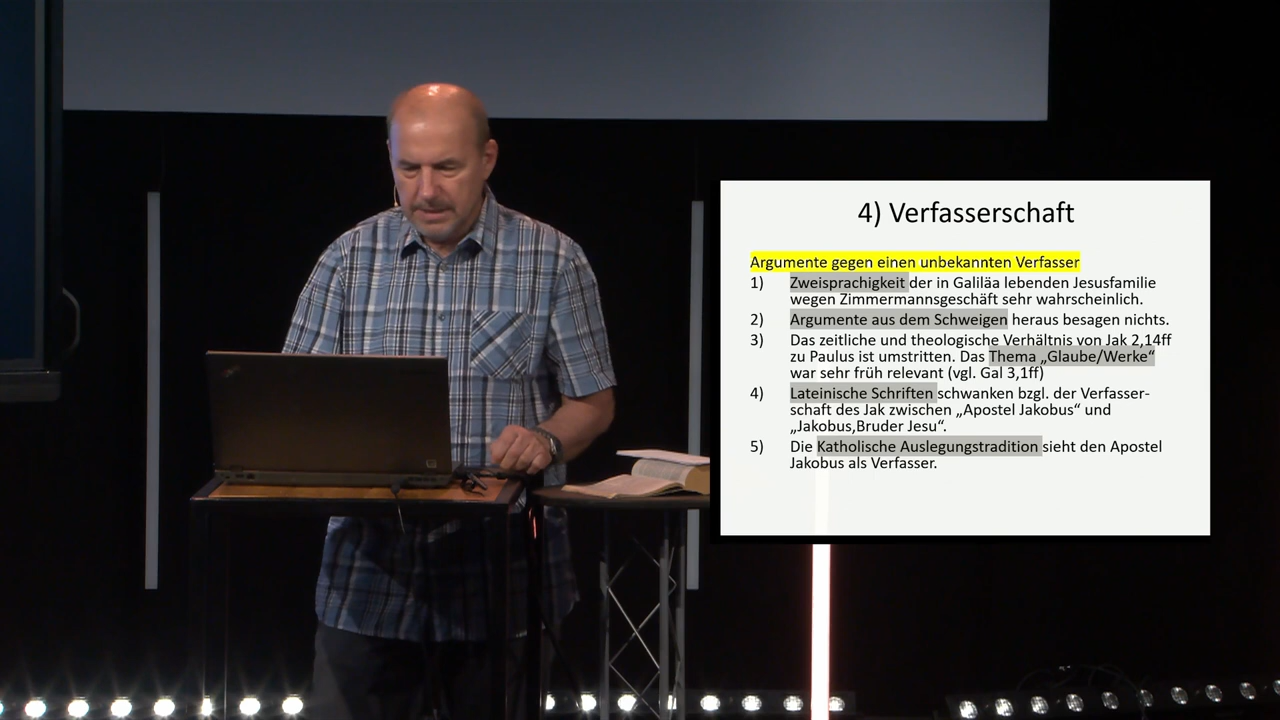 4) Verfasserschaft
Argumente gegen einen unbekannten Verfasser
1) Zweisprachigkeit der in Galiläa lebenden Jesusfamilie
wegen Zimmermannsgeschäft sehr wahrscheinlich.
2) Argumente aus dem Schweigen heraus besagen nichts.
3) Das zeitliche und theologische Verhältnis von Jak 2,14ff
zu Paulus ist umstritten. Das Thema „Glaube/Werke“
war sehr früh relevant (vgl. Gal 3,1ff)
4) Lateinische Schriften schwanken bzgl. der Verfasser-
schaft des Jak zwischen „Apostel Jakobus“ und
„Jakobus,Bruder Jesu“.
5) Die Katholische Auslegungstradition sieht den Apostel
Jakobus als Verfasser.